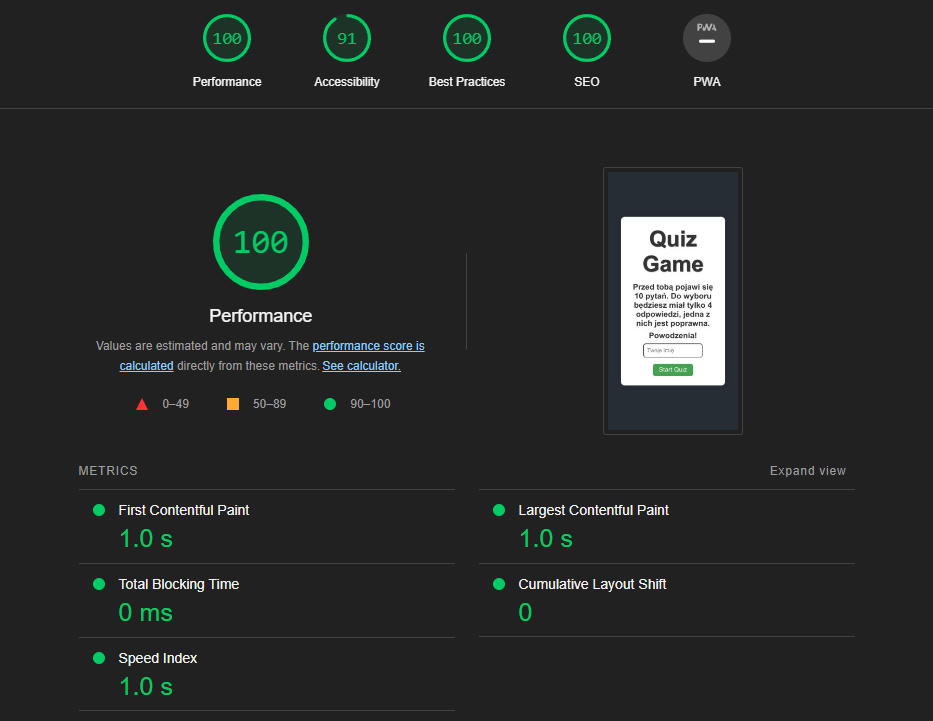 100
91
100
100
PWA
Performance
Accessibility
Best Practices
SEO
PWA
100
Performance
Values are estimated and may vary. The performance score is
calculated directly from these metrics. See calculator.
0–49
50–89
90–100
Quiz
Game
Przed tobą pojawi się
10 pytań. Do wyboru
będziesz miał tylko 4
odpowiedzi, jedna z
nich jest poprawna.
Powodzenia!
Twoje imię
Start Quiz
METRICS
Expand view
First Contentful Paint
1.0 s
Largest Contentful Paint
1.0 s
Total Blocking Time
0 ms
Cumulative Layout Shift
0
Speed Index
1.0 s